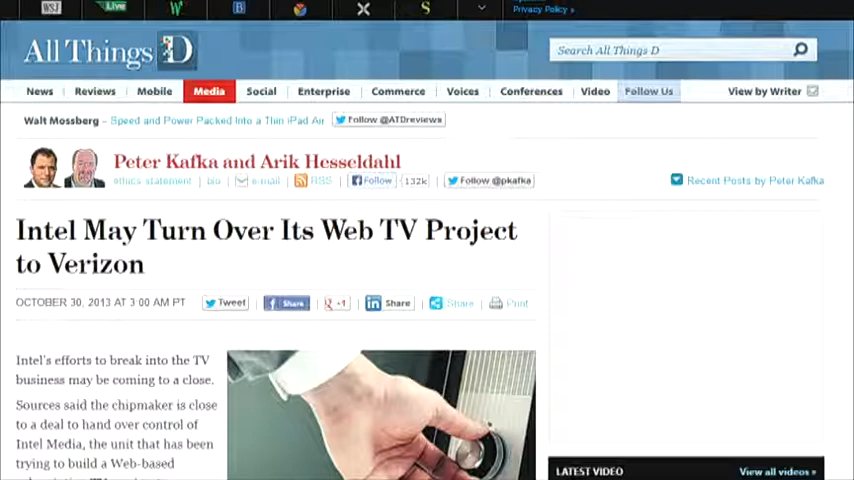 WSJ Live W B S
Privacy Policy »
All Things D
Search All Things D
News Reviews Mobile Media Social Enterprise Commerce Voices Conferences Video Follow Us View by Writer
Walt Mossberg – Speed and Power Packed Into a Thin iPad Air Follow @ATDreviews
Peter Kafka and Arik Hesseldahl
ethics statement | bio | e-mail | RSS | Follow 132k | Follow @pkafka
Recent Posts by Peter Kafka
Intel May Turn Over Its Web TV Project
to Verizon
OCTOBER 30, 2013 AT 3:00 AM PT Tweet Share +1 Share Share Print
Intel's efforts to break into the TV
business may be coming to a close.
Sources said the chipmaker is close
to a deal to hand over control of
Intel Media, the unit that has been
trying to build a Web-based
LATEST VIDEO View all videos »